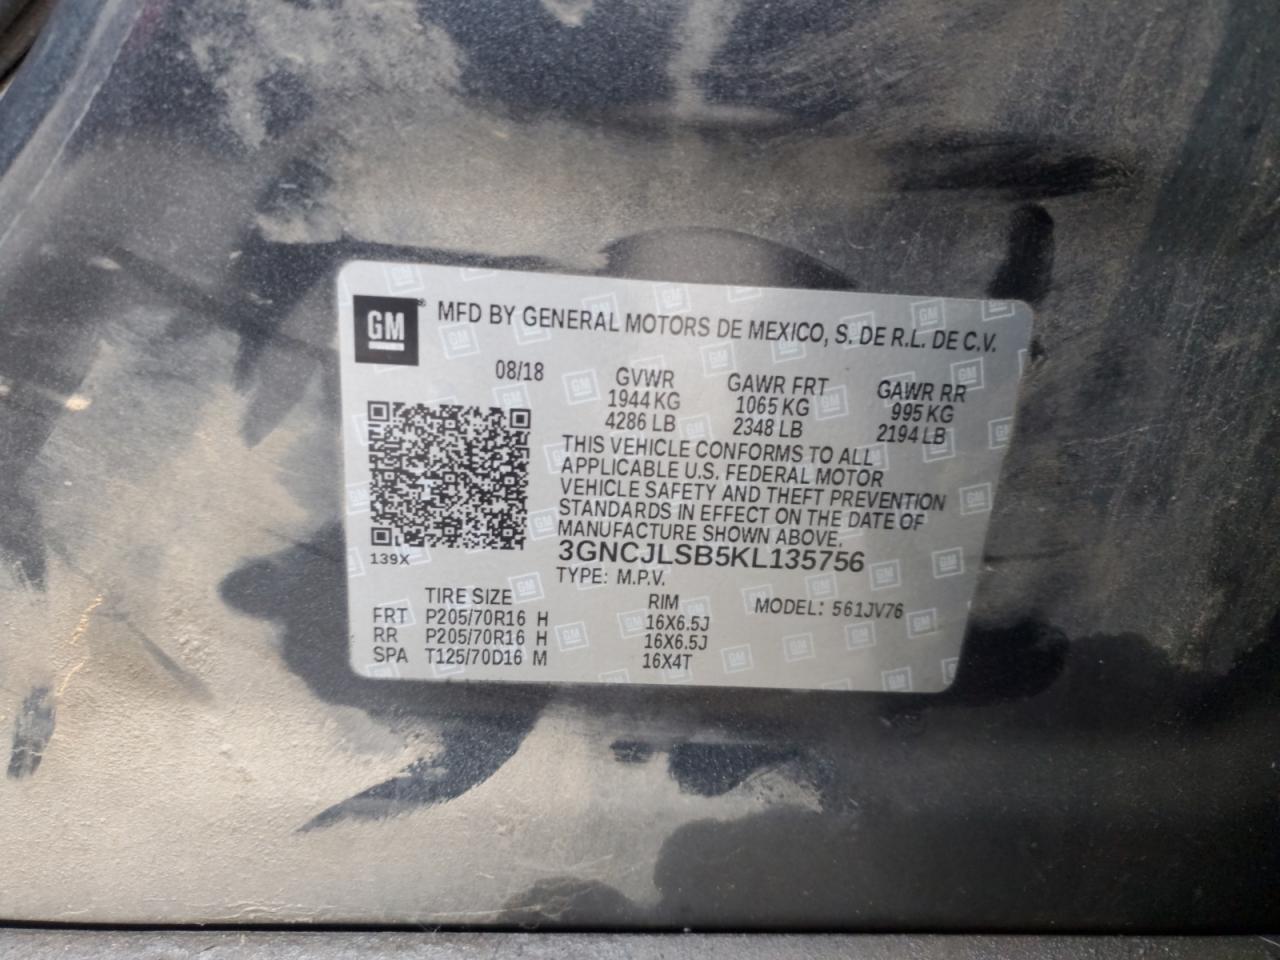 GM® MFD BY GENERAL MOTORS DE MEXICO, S. DE R.L. DE C.V.
08/18 GVWR GAWR FRT GAWR RR
1944 KG 1065 KG 995 KG
4286 LB 2348 LB 2194 LB
THIS VEHICLE CONFORMS TO ALL
APPLICABLE U.S. FEDERAL MOTOR
VEHICLE SAFETY AND THEFT PREVENTION
STANDARDS IN EFFECT ON THE DATE OF
MANUFACTURE SHOWN ABOVE.
139X 3GNCJLSB5KL135756
TYPE: M.P.V.
TIRE SIZE RIM MODEL: 561JV76
FRT P205/70R16 H 16X6.5J
RR P205/70R16 H 16X6.5J
SPA T125/70D16 M 16X4T